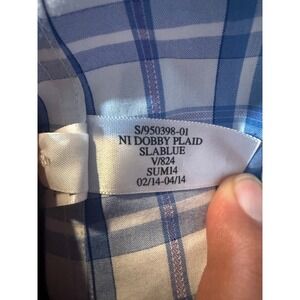 S/950398-01
NI DOBBY PLAID
SLABLUE
V/824
SUM14
02/14-04/14